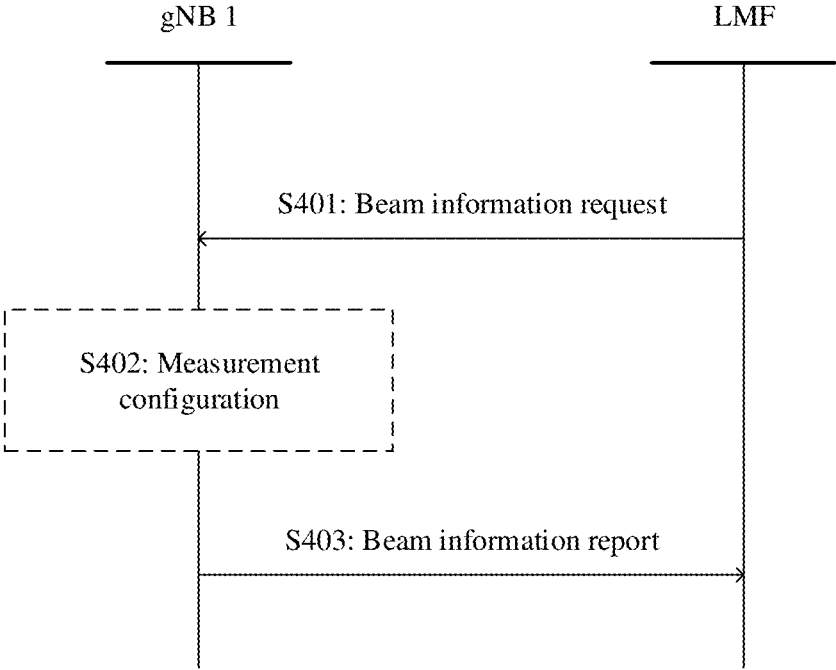 gNB 1
LMF
S401: Beam information request
S402: Measurement
configuration
S403: Beam information report